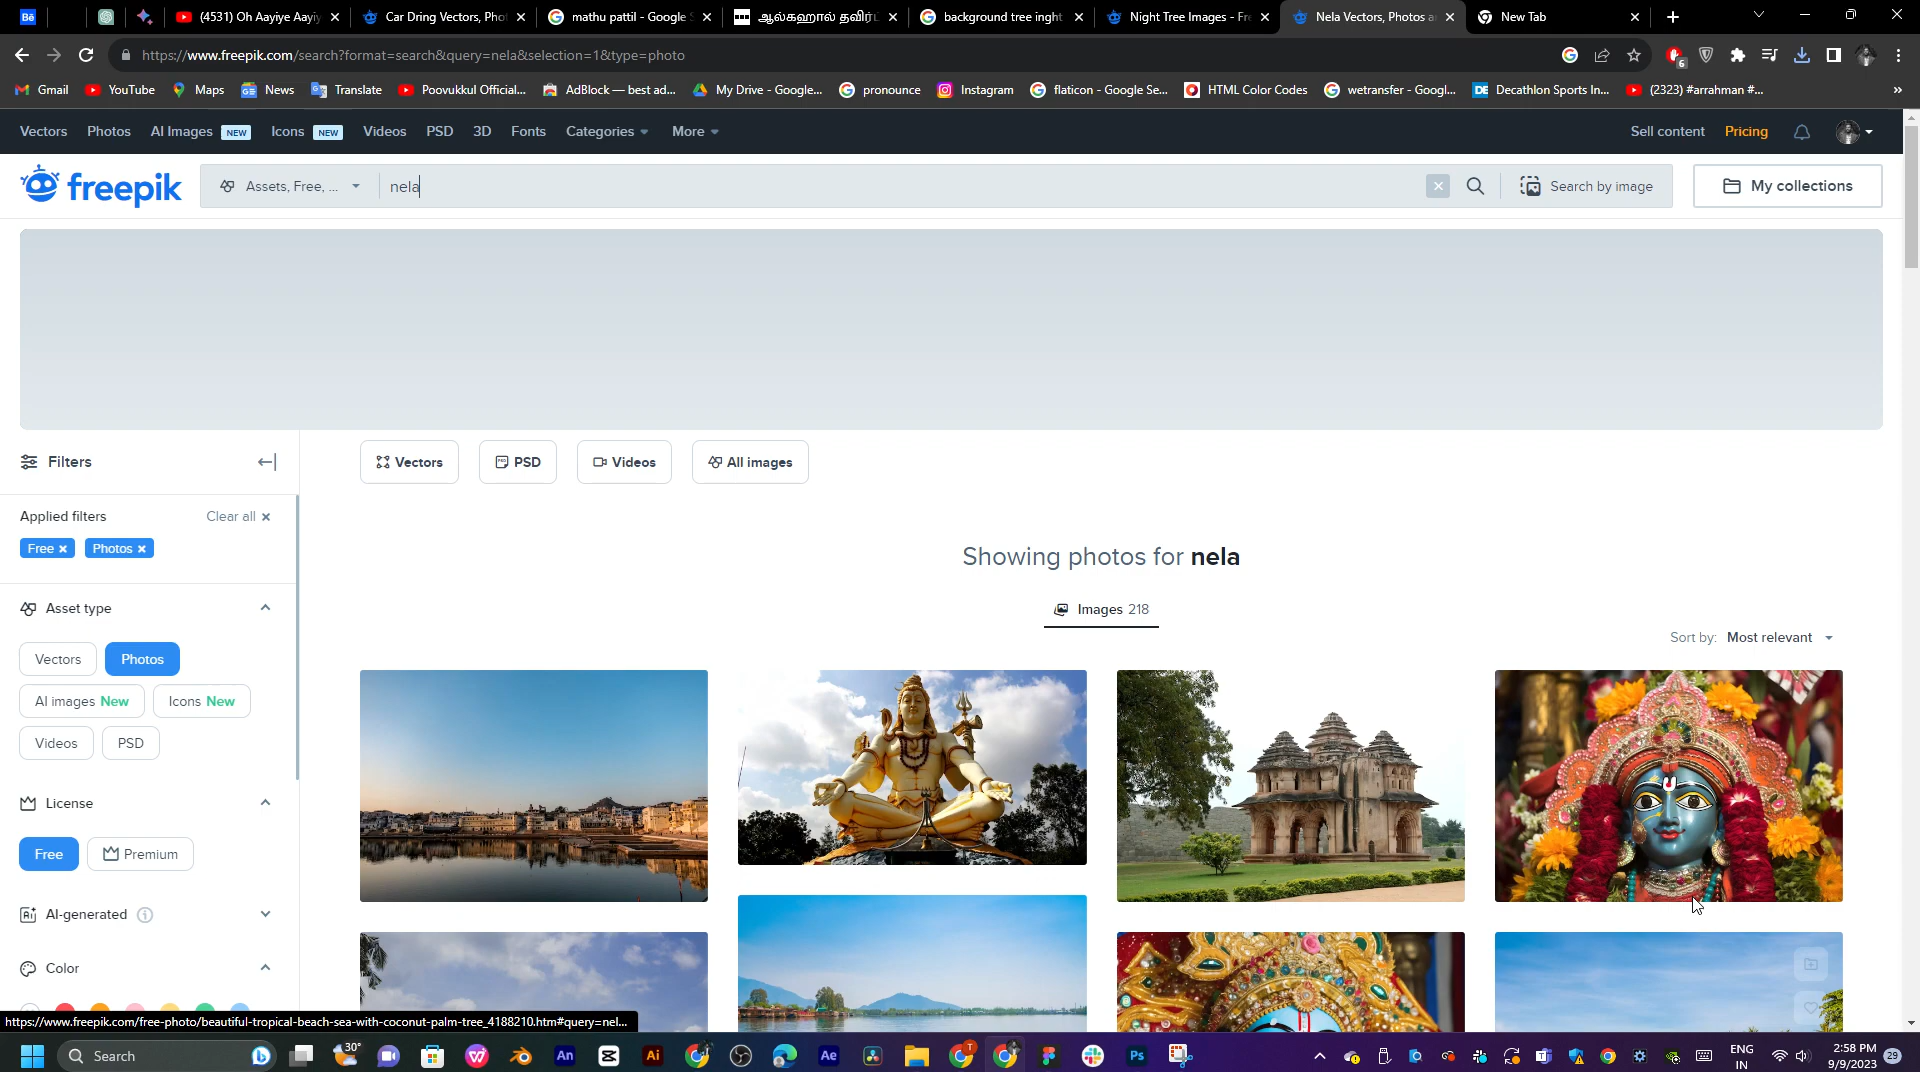 (4531) Oh Aayiye Aayiy
Car Dring Vectors, Phot
mathu pattil - Google S
background tree inght
Night Tree Images - Fre
Nela Vectors, Photos a
New Tab
https://www.freepik.com/search?format=search&query=nela&selection=1&type=photo
6
Gmail
YouTube
Maps
News
Translate
Poovukkul Official...
AdBlock — best ad...
My Drive - Google...
pronounce
Instagram
flaticon - Google Se...
HTML Color Codes
wetransfer - Googl...
Decathlon Sports In...
(2323) #arrahman #...
»
Vectors
Photos
AI Images NEW
Icons NEW
Videos
PSD
3D
Fonts
Categories
More
Sell content
Pricing
freepik
Assets, Free, ...
nela
Search by image
My collections
Filters
Vectors
PSD
Videos
All images
Applied filters
Clear all
Free
Photos
Showing photos for nela
Asset type
Images 218
Sort by: Most relevant
Vectors
Photos
AI images New
Icons New
Videos
PSD
License
Free
Premium
AI-generated
Color
https://www.freepik.com/free-photo/beautiful-tropical-beach-sea-with-coconut-palm-tree_4188210.htm#query=nel...
Search
30°
An
Ai
Ae
Ps
ENG
IN
2:58 PM
9/9/2023
29